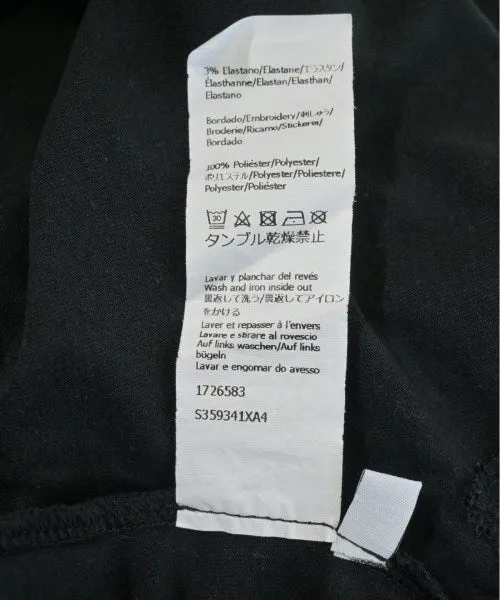 3% Elastano/Elastane/エラスタン/
Élasthanne/Elastan/Elasthan/
Elastano
Bordado/Embroidery/刺しゅう/
Broderie/Ricamo/Stickerei/
Bordado
100% Poliéster/Polyester/
ポリエステル/Polyester/Poliestere/
Polyester/Poliéster
30
タンブル乾燥禁止
Lavar y planchar del revés
Wash and iron inside out
裏返して洗う/裏返してアイロン
をかける
Laver et repasser à l'envers
Lavare e stirare al rovescio
Auf links waschen/Auf links
bügeln
Lavar e engomar do avesso
1726583
S359341XA4